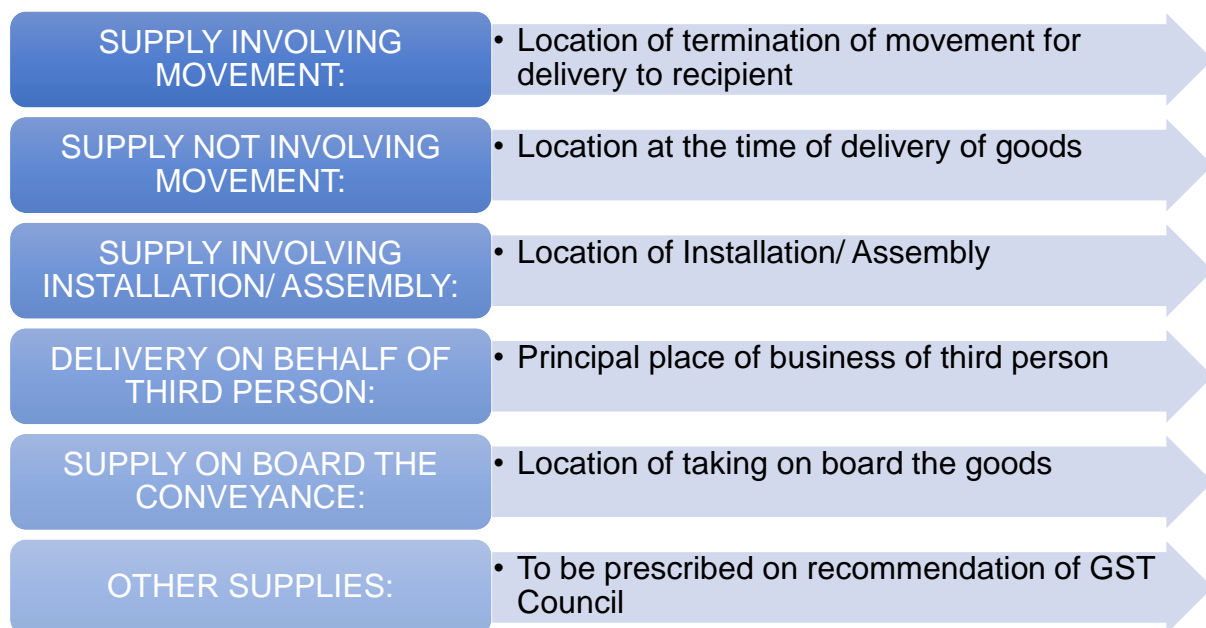 SUPPLY INVOLVING
MOVEMENT:
• Location of termination of movement for
delivery to recipient
SUPPLY NOT INVOLVING
MOVEMENT:
• Location at the time of delivery of goods
SUPPLY INVOLVING
INSTALLATION/ ASSEMBLY:
• Location of Installation/ Assembly
DELIVERY ON BEHALF OF
THIRD PERSON:
• Principal place of business of third person
SUPPLY ON BOARD THE
CONVEYANCE:
• Location of taking on board the goods
OTHER SUPPLIES:
• To be prescribed on recommendation of GST
Council